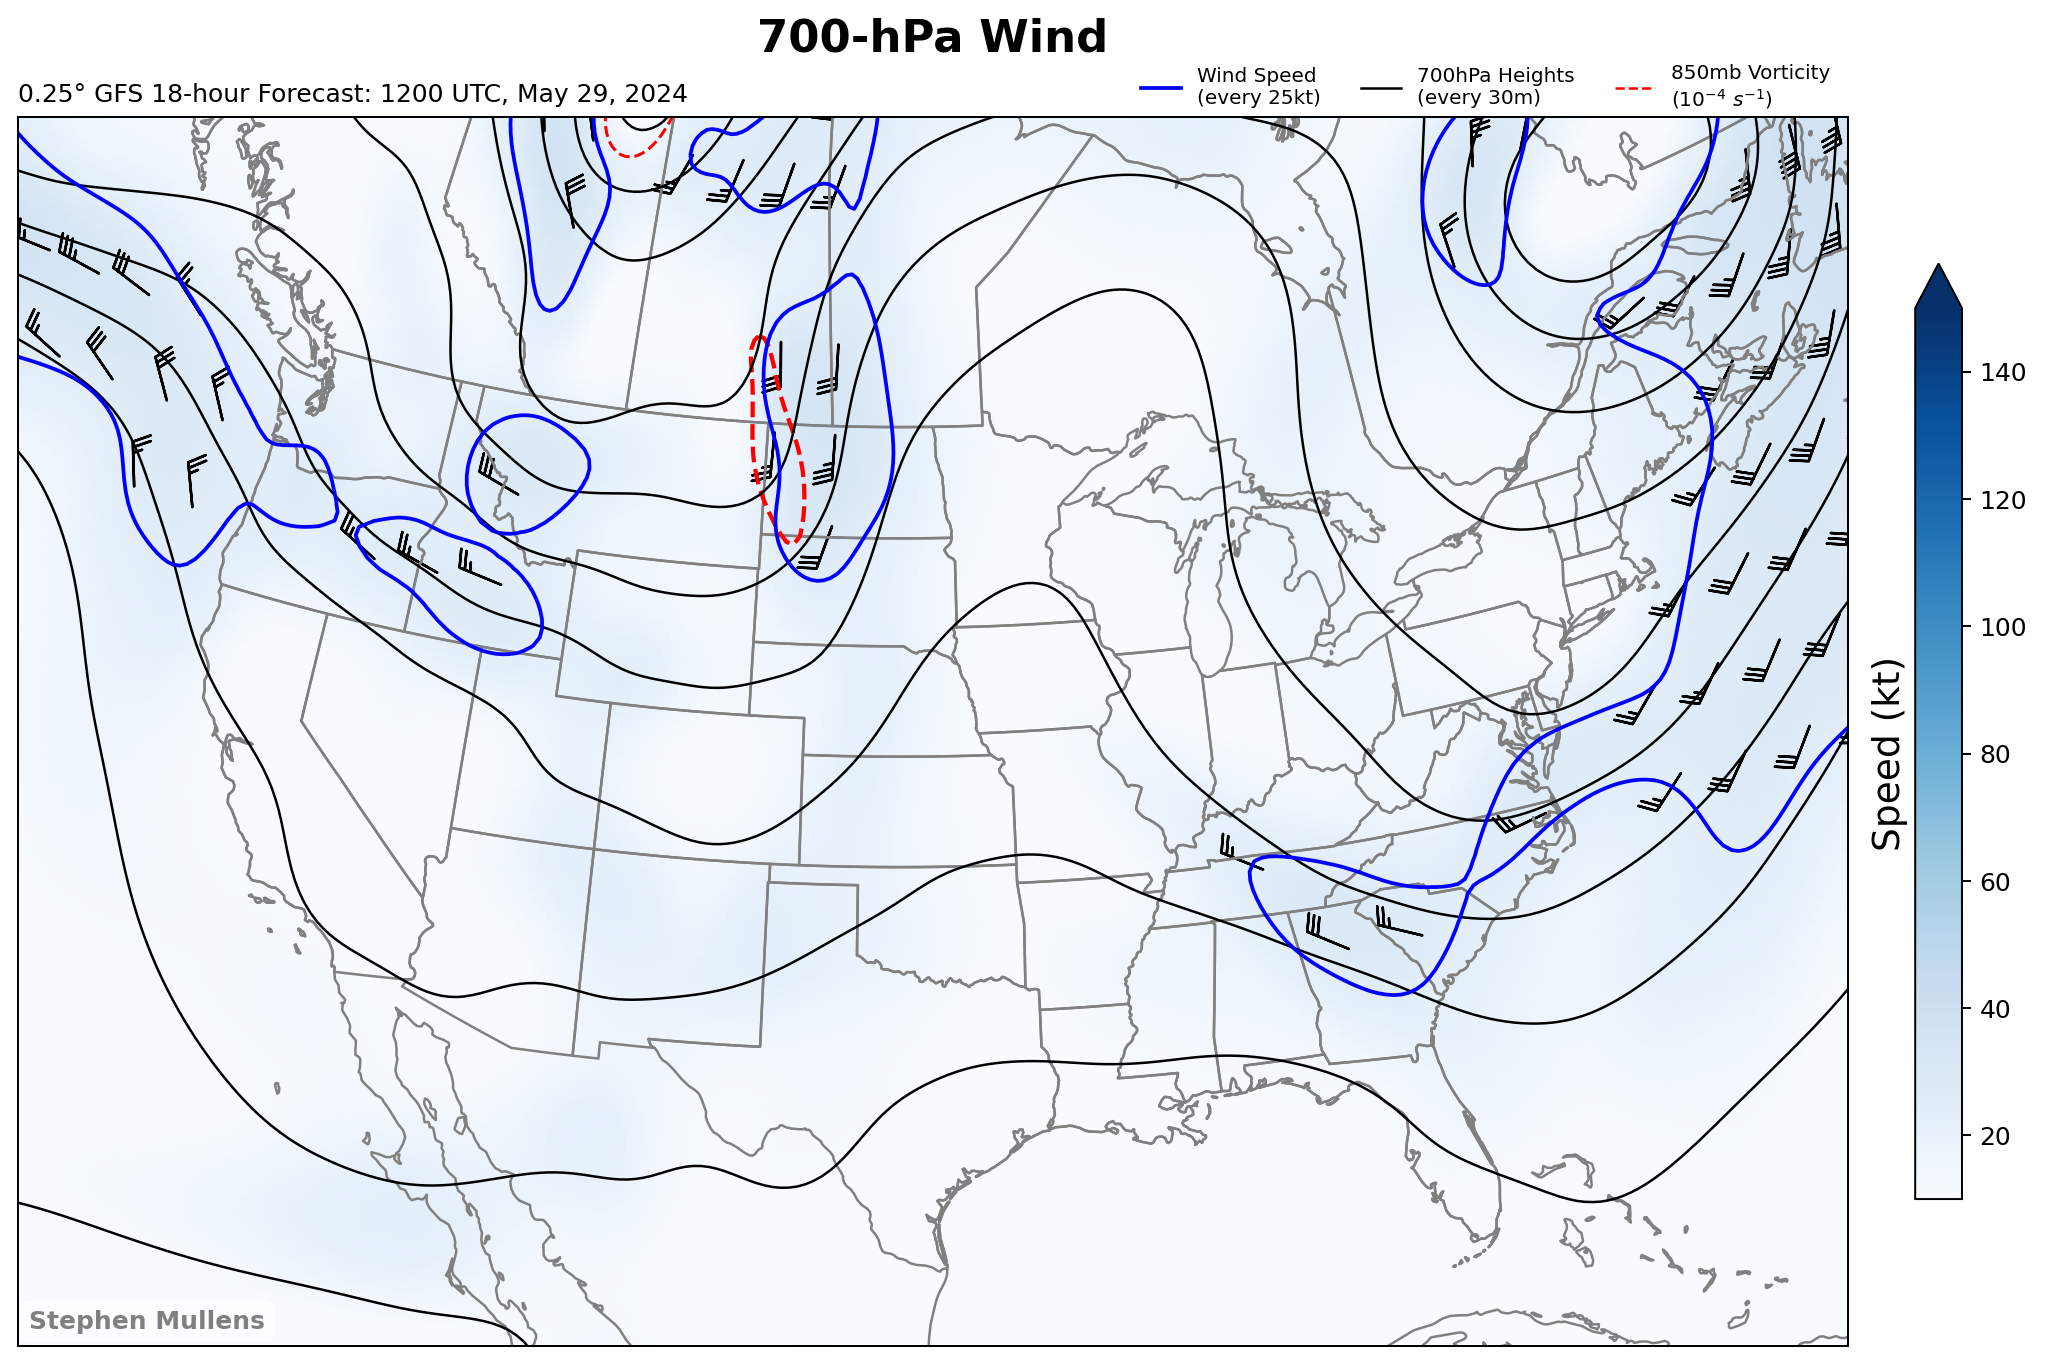 700-hPa Wind
0.25° GFS 18-hour Forecast: 1200 UTC, May 29, 2024
Wind Speed
(every 25kt)
700hPa Heights
(every 30m)
850mb Vorticity
(10⁻⁴ s⁻¹)
140
120
100
80
60
40
20
Speed (kt)
Stephen Mullens